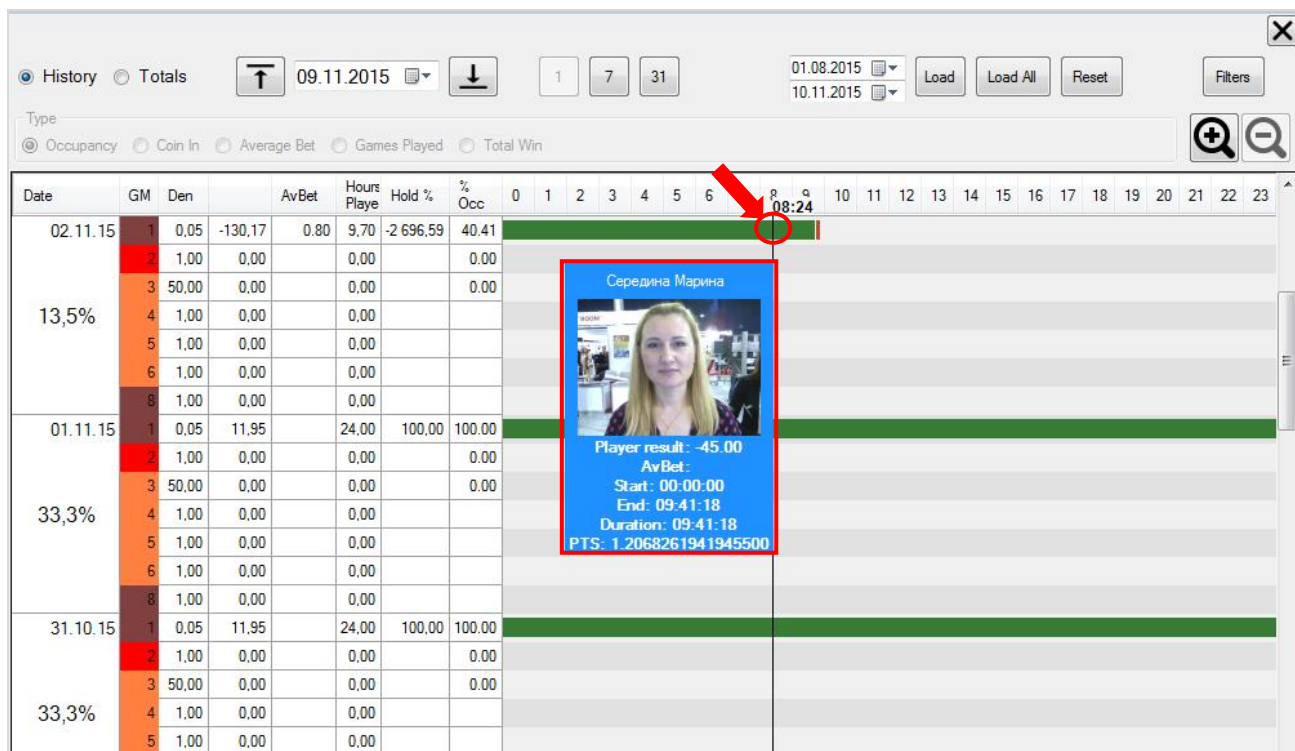 History Totals 09.11.2015 1 7 31 01.08.2015 Load Load All Reset Filters
10.11.2015
Type
Occupancy Coin In Average Bet Games Played Total Win
Date GM Den AvBet Hours Playe Hold % % Occ 0 1 2 3 4 5 6 8 9 10 11 12 13 14 15 16 17 18 19 20 21 22 23
08:24
02.11.15 1 0,05 -130,17 0.80 9,70 -2 696,59 40.41
2 1,00 0,00 0,00 0.00
3 50,00 0,00 0,00 0.00
13,5% 4 1,00 0,00 0,00
5 1,00 0,00 0,00
6 1,00 0,00 0,00
8 1,00 0,00 0,00
Середина Марина
ROOM
Player result: -45.00
AvBet:
Start: 00:00:00
End: 09:41:18
Duration: 09:41:18
PTS: 1.2068261941945500
01.11.15 1 0,05 11,95 24,00 100,00 100.00
2 1,00 0,00 0,00 0.00
3 50,00 0,00 0,00 0.00
33,3% 4 1,00 0,00 0,00
5 1,00 0,00 0,00
6 1,00 0,00 0,00
8 1,00 0,00 0,00
31.10.15 1 0,05 11,95 24,00 100,00 100.00
2 1,00 0,00 0,00 0.00
3 50,00 0,00 0,00 0.00
33,3% 4 1,00 0,00 0,00
5 1,00 0,00 0,00